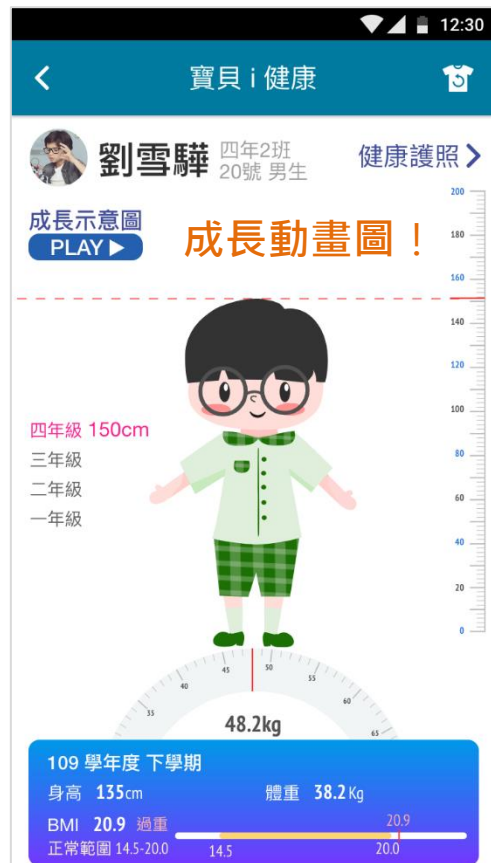 12:30
寶貝 i 健康
劉雪驊
四年2班
20號 男生
健康護照
成長示意圖
PLAY
成長動畫圖！
200
180
160
140
120
100
80
60
40
20
0
四年級 150cm
三年級
二年級
一年級
35
40
45
50
55
60
65
48.2kg
109 學年度 下學期
身高 135cm 體重 38.2Kg
BMI 20.9 過重 20.9
正常範圍 14.5-20.0 14.5 20.0